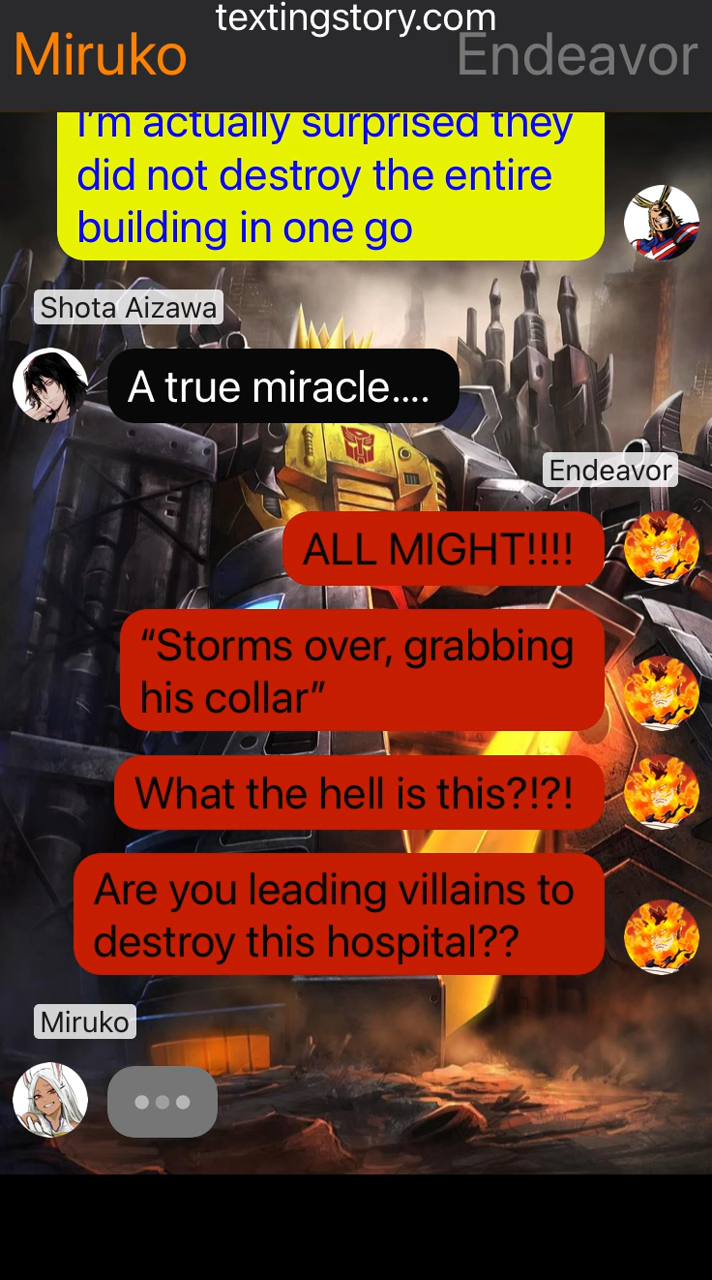 textingstory.com
Miruko
Endeavor
I'm actually surprised they
did not destroy the entire
building in one go
Shota Aizawa
A true miracle....
Endeavor
ALL MIGHT!!!!
“Storms over, grabbing
his collar”
What the hell is this?!?!
Are you leading villains to
destroy this hospital??
Miruko